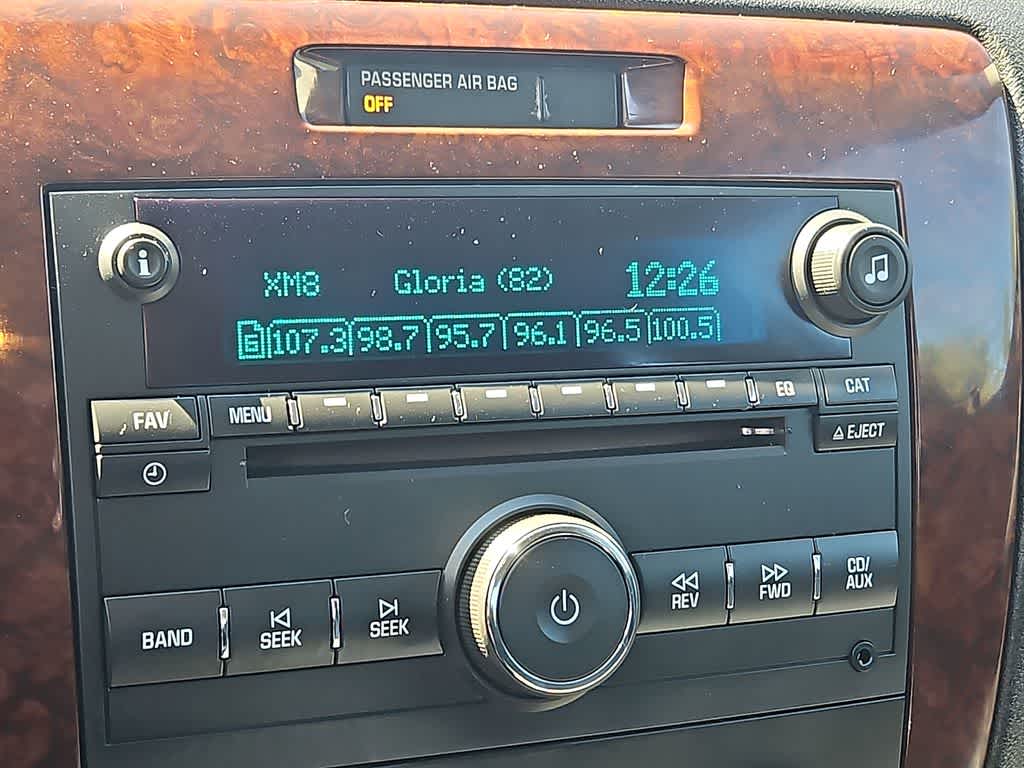 PASSENGER AIR BAG
OFF
XM8 Gloria (82) 12:26
107.3 98.7 95.7 96.1 96.5 100.5
FAV MENU EQ CAT
EJECT
BAND SEEK SEEK REV FWD CD/
AUX